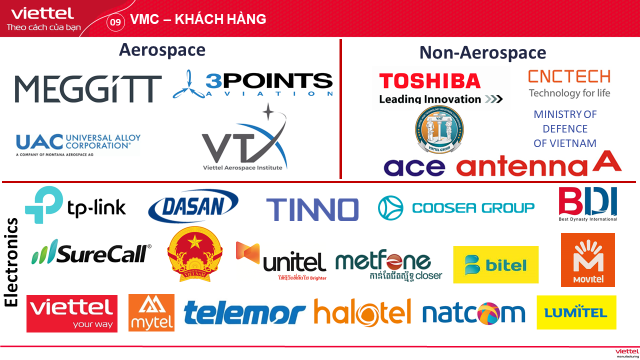 viettel
Theo cách của bạn
09
VMC – KHÁCH HÀNG
Aerospace
MEGGITT
3POINTS
AVIATION
UAC UNIVERSAL ALLOY
CORPORATION
A COMPANY OF MONTANA AEROSPACE AG
VTX
Viettel Aerospace Institute
Non-Aerospace
TOSHIBA
Leading Innovation
CNCTECH
Technology for life
MINISTRY OF
DEFENCE
OF VIETNAM
ace antenna
Electronics
tp-link
DASAN
TINNO
COOSEA GROUP
BDI
Best Dynasty International
SureCall
unitel
brighter
metfone
closer
bitel
MOVITEL
viettel
your way
mytel
telemor
halotel
natcom
LUMITEL
viettel